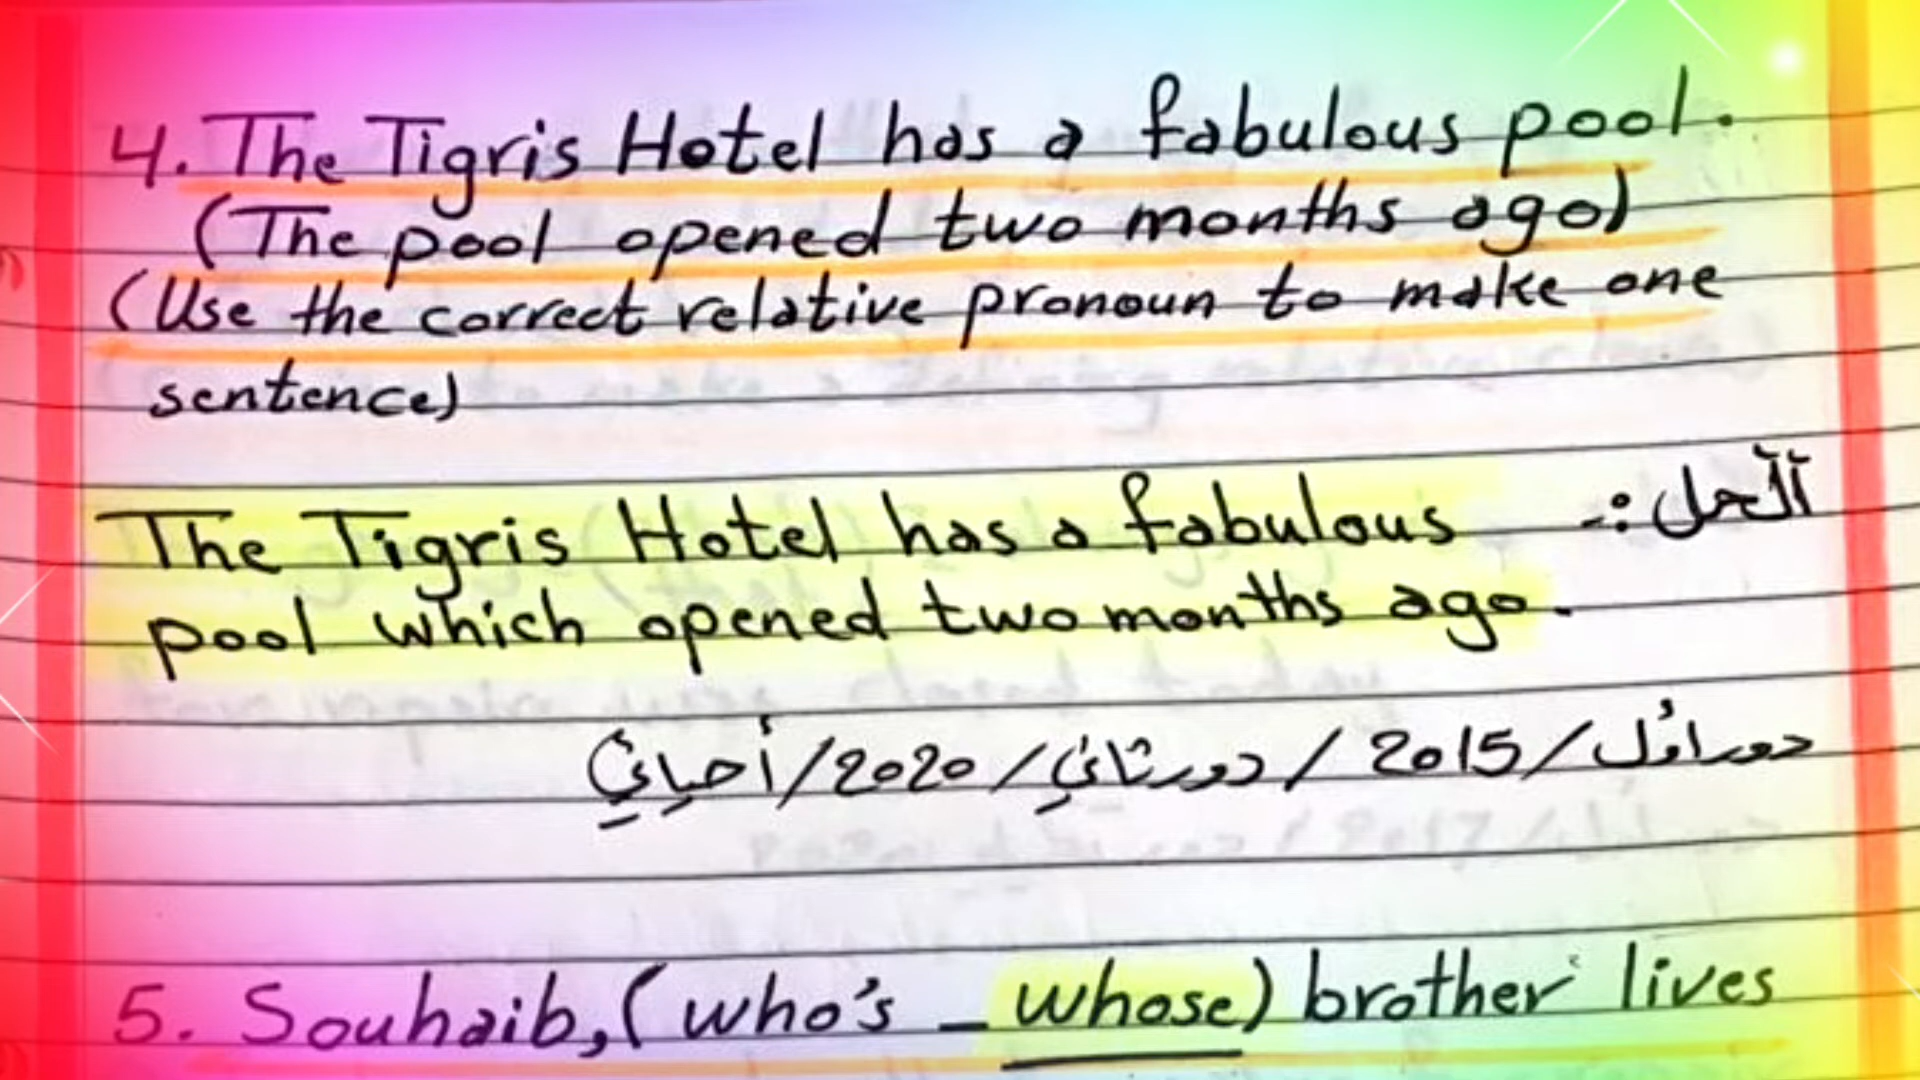 4. The Tigris Hotel has a fabulous pool.
(The pool opened two months ago)
(Use the correct relative pronoun to make one
sentence)
الحل :-
The Tigris Hotel has a fabulous
pool which opened two months ago.
دور اول / 2015 / دور ثاني / 2020 / أحيائي
5. Souhaib, (who's _ whose) brother lives